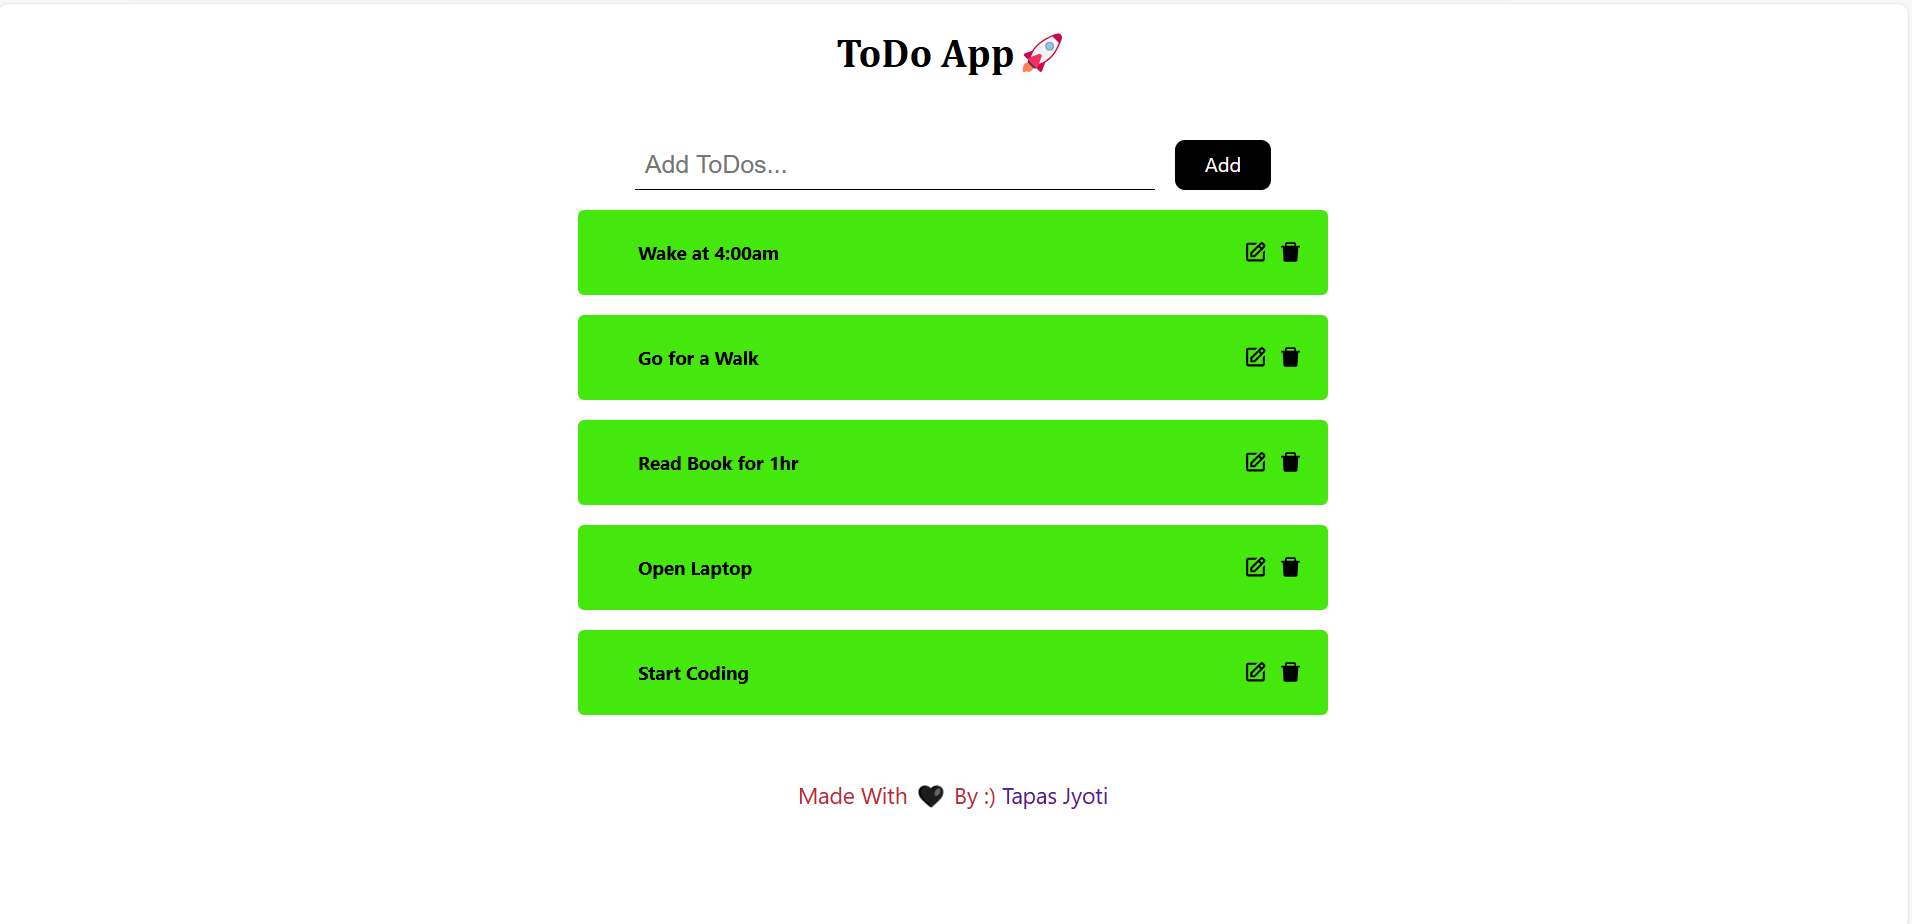 ToDo App 🚀
Add ToDos...
Add
Wake at 4:00am
Go for a Walk
Read Book for 1hr
Open Laptop
Start Coding
Made With 🖤 By :) Tapas Jyoti